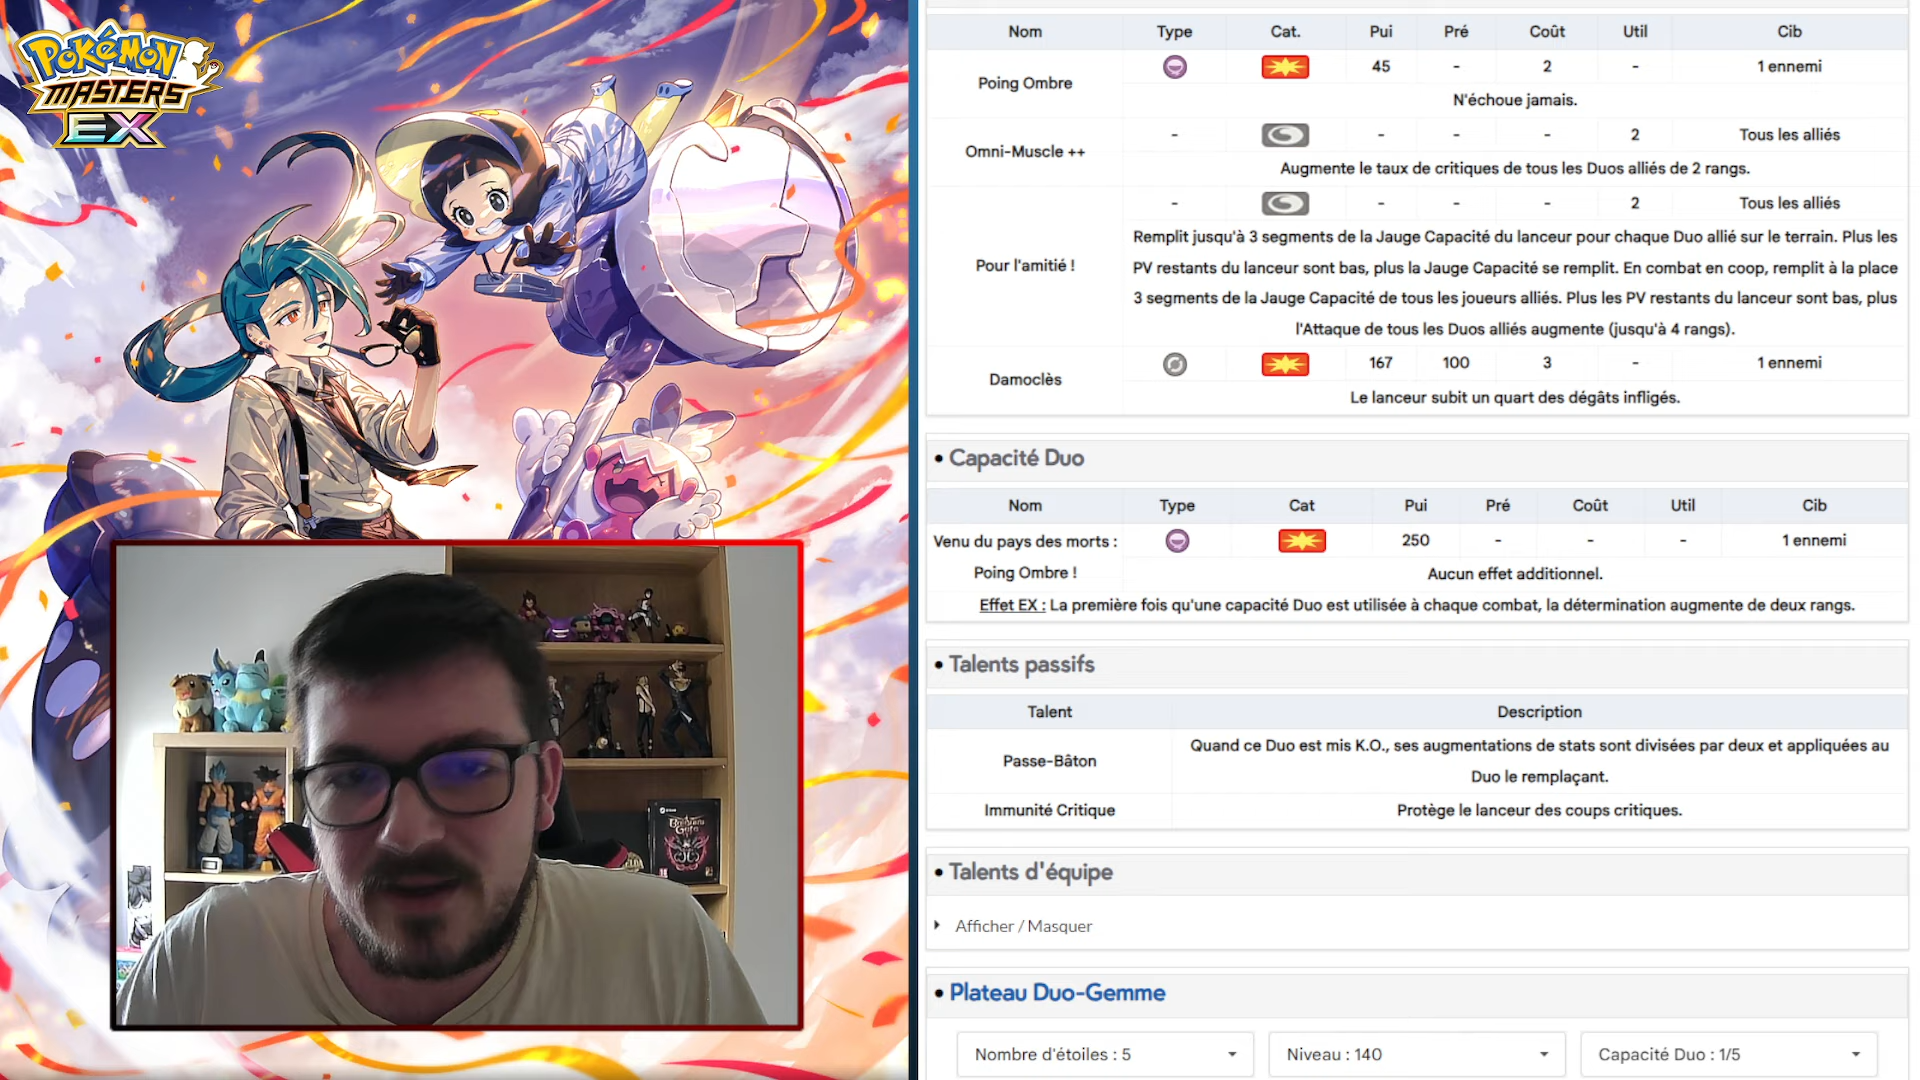 POKÉMON
MASTERS
EX
Nom Type Cat. Pui Pré Coût Util Cib
Poing Ombre
45 - 2 - 1 ennemi
N'échoue jamais.
Omni-Muscle ++
- - - - 2 Tous les alliés
Augmente le taux de critiques de tous les Duos alliés de 2 rangs.
Pour l'amitié !
- - - - 2 Tous les alliés
Remplit jusqu'à 3 segments de la Jauge Capacité du lanceur pour chaque Duo allié sur le terrain. Plus les
PV restants du lanceur sont bas, plus la Jauge Capacité se remplit. En combat en coop, remplit à la place
3 segments de la Jauge Capacité de tous les joueurs alliés. Plus les PV restants du lanceur sont bas, plus
l'Attaque de tous les Duos alliés augmente (jusqu'à 4 rangs).
Damoclès
167 100 3 - 1 ennemi
Le lanceur subit un quart des dégâts infligés.
• Capacité Duo
Nom Type Cat Pui Pré Coût Util Cib
Venu du pays des morts :
Poing Ombre !
250 - - - 1 ennemi
Aucun effet additionnel.
Effet EX : La première fois qu'une capacité Duo est utilisée à chaque combat, la détermination augmente de deux rangs.
• Talents passifs
Talent Description
Passe-Bâton
Quand ce Duo est mis K.O., ses augmentations de stats sont divisées par deux et appliquées au
Duo le remplaçant.
Immunité Critique Protège le lanceur des coups critiques.
• Talents d'équipe
Afficher / Masquer
• Plateau Duo-Gemme
Nombre d'étoiles : 5 Niveau : 140 Capacité Duo : 1/5